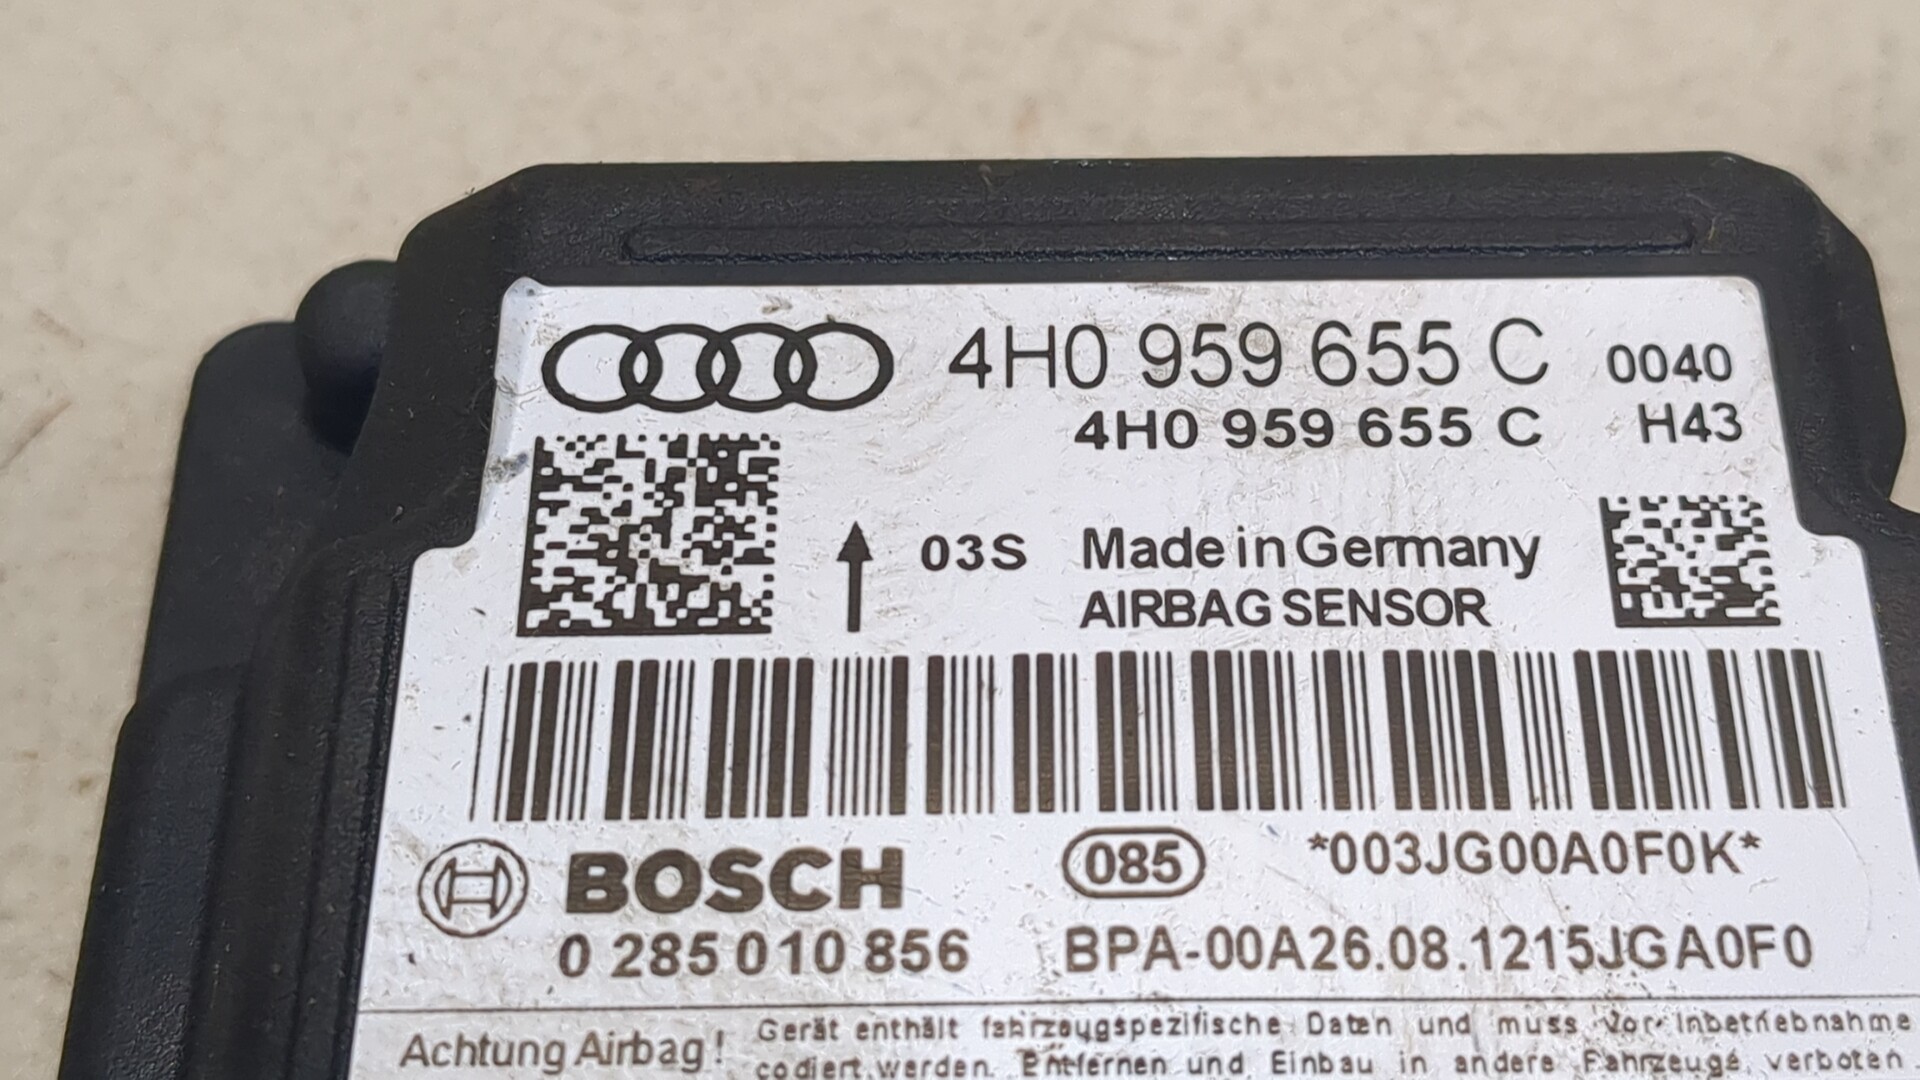 4H0 959 655 C 0040
4H0 959 655 C H43
03S Made in Germany
AIRBAG SENSOR
BOSCH 085 *003JG00A0F0K*
0 285 010 856 BPA-00A26.08.1215JGA0F0
Achtung Airbag! Gerät enthält fahrzeugspezifische Daten und muss vor Inbetriebnahme
codiert werden. Entfernen und Einbau in andere Fahrzeuge verboten.